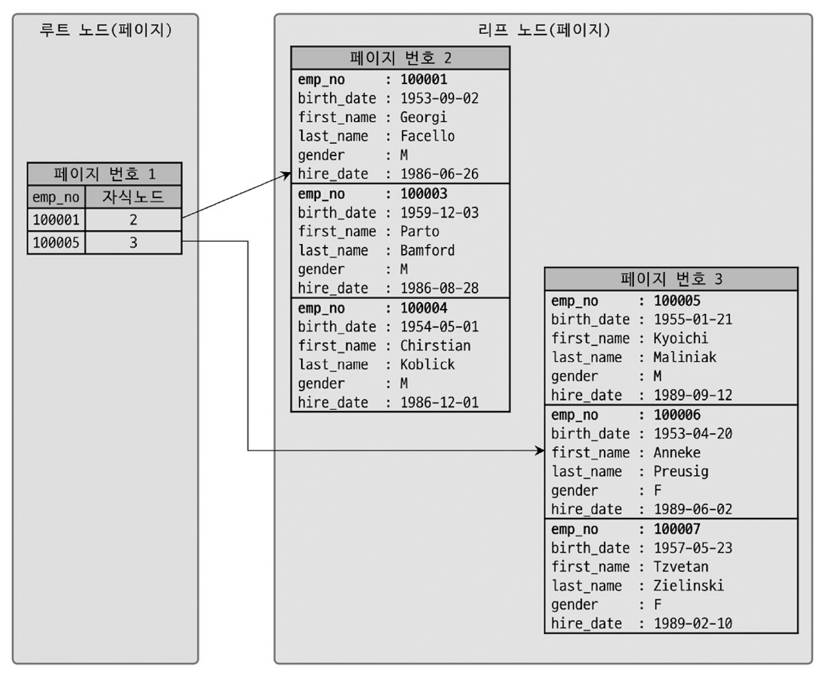 루트 노드(페이지)
페이지 번호 1
emp_no 자식노드
100001 2
100005 3
리프 노드(페이지)
페이지 번호 2
emp_no : 100001
birth_date : 1953-09-02
first_name : Georgi
last_name : Facello
gender : M
hire_date : 1986-06-26
emp_no : 100003
birth_date : 1959-12-03
first_name : Parto
last_name : Bamford
gender : M
hire_date : 1986-08-28
emp_no : 100004
birth_date : 1954-05-01
first_name : Chirstian
last_name : Koblick
gender : M
hire_date : 1986-12-01
페이지 번호 3
emp_no : 100005
birth_date : 1955-01-21
first_name : Kyoichi
last_name : Maliniak
gender : M
hire_date : 1989-09-12
emp_no : 100006
birth_date : 1953-04-20
first_name : Anneke
last_name : Preusig
gender : F
hire_date : 1989-06-02
emp_no : 100007
birth_date : 1957-05-23
first_name : Tzvetan
last_name : Zielinski
gender : F
hire_date : 1989-02-10